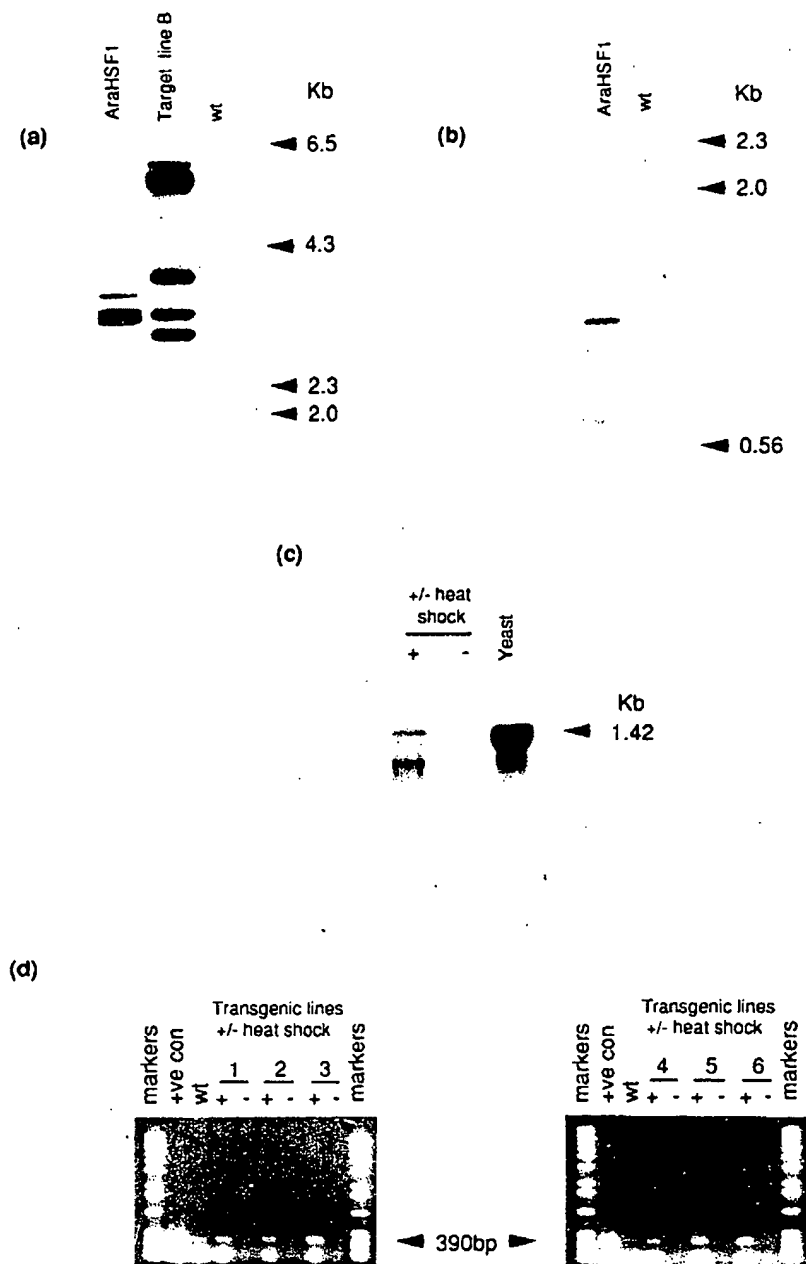 (a)
AraHSF1
Target line B
wt
Kb
6.5
4.3
2.3
2.0
(b)
AraHSF1
wt
Kb
2.3
2.0
0.56
(c)
+/- heat
shock
+ -
Yeast
Kb
1.42
(d)
markers
+ve con
wt
Transgenic lines
+/- heat shock
1 2 3
+ - + - + -
markers
390bp
markers
+ve con
wt
Transgenic lines
+/- heat shock
4 5 6
+ - + - + -
markers